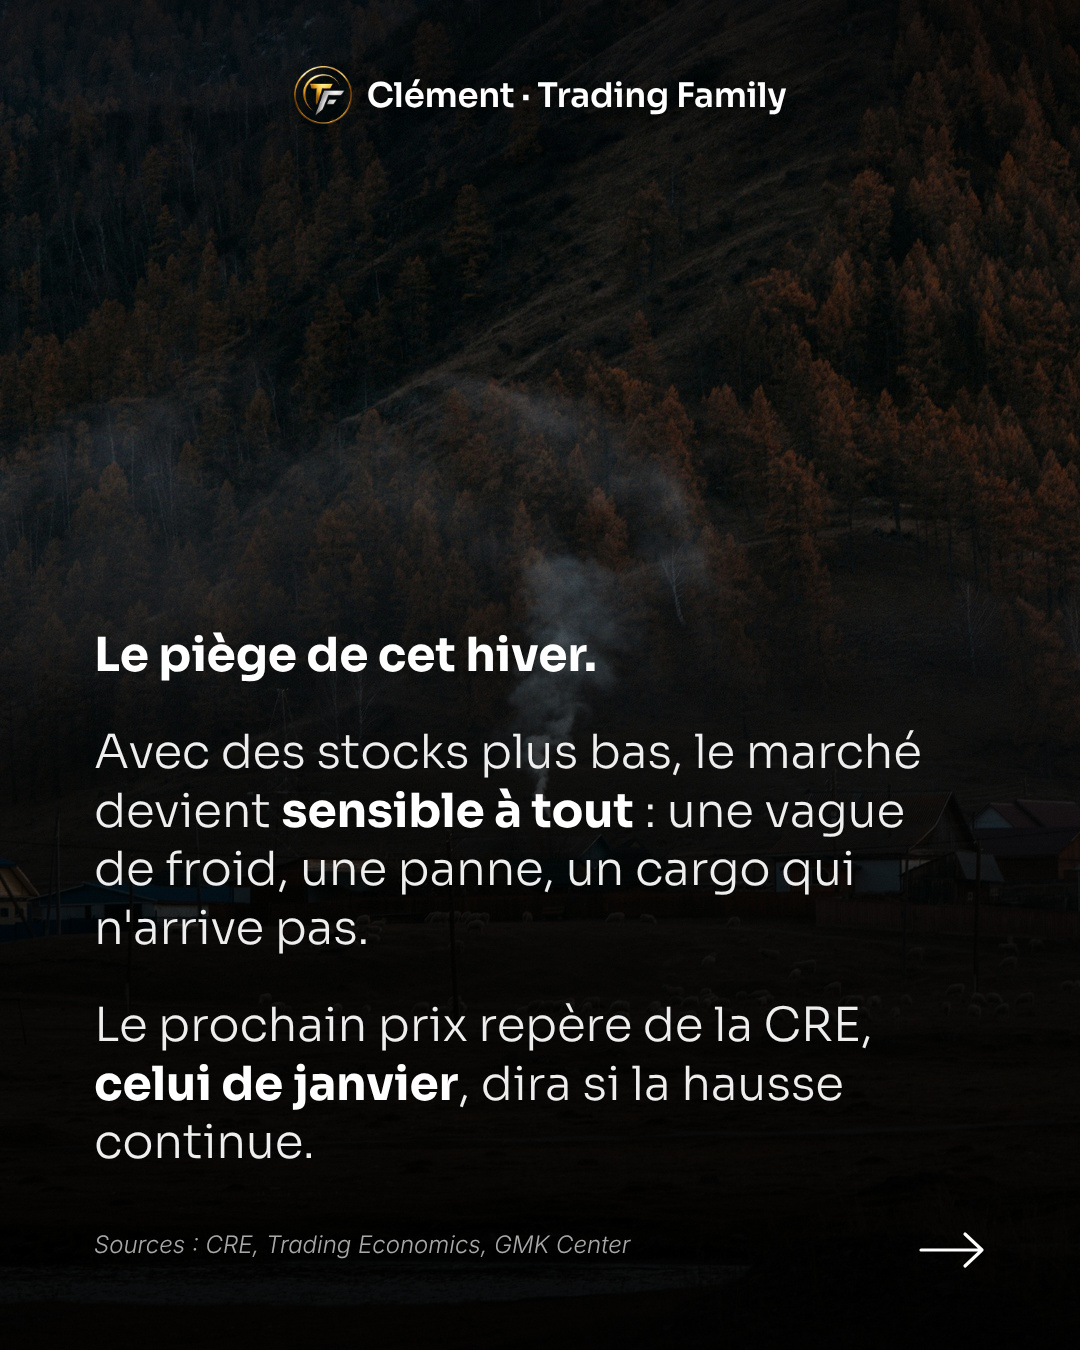 TF
Clément · Trading Family
Le piège de cet hiver.
Avec des stocks plus bas, le marché
devient sensible à tout : une vague
de froid, une panne, un cargo qui
n'arrive pas.
Le prochain prix repère de la CRE,
celui de janvier, dira si la hausse
continue.
Sources : CRE, Trading Economics, GMK Center